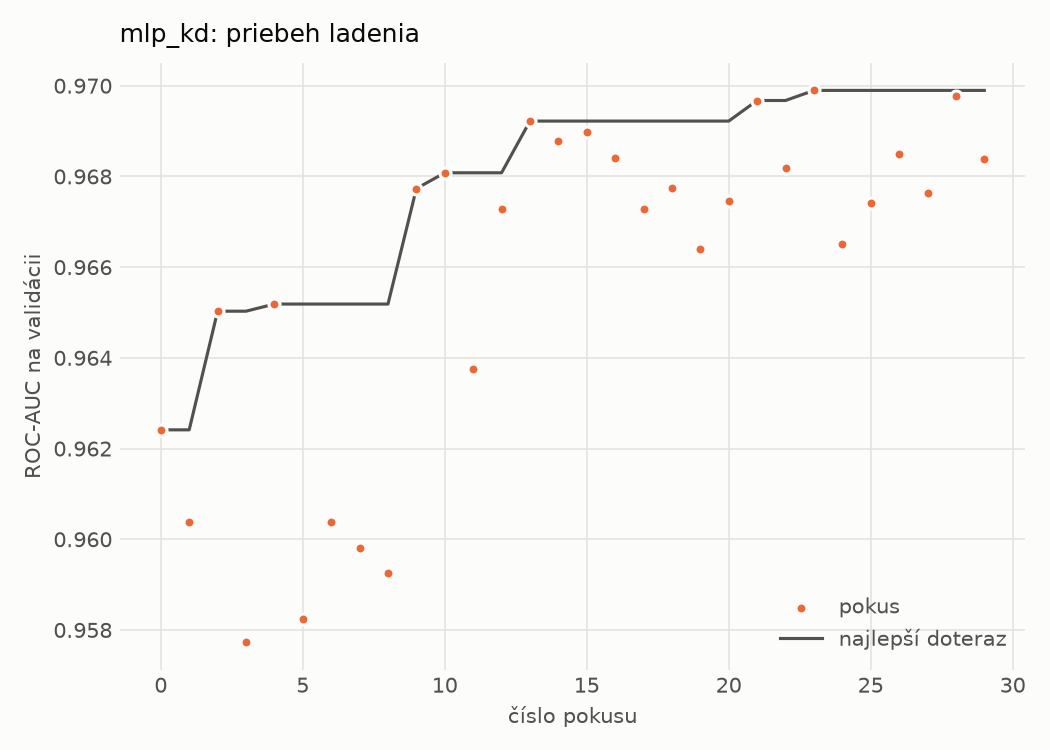 mlp_kd: priebeh ladenia
ROC-AUC na validácii
0.970
0.968
0.966
0.964
0.962
0.960
0.958
pokus
najlepší doteraz
0 5 10 15 20 25 30
číslo pokusu